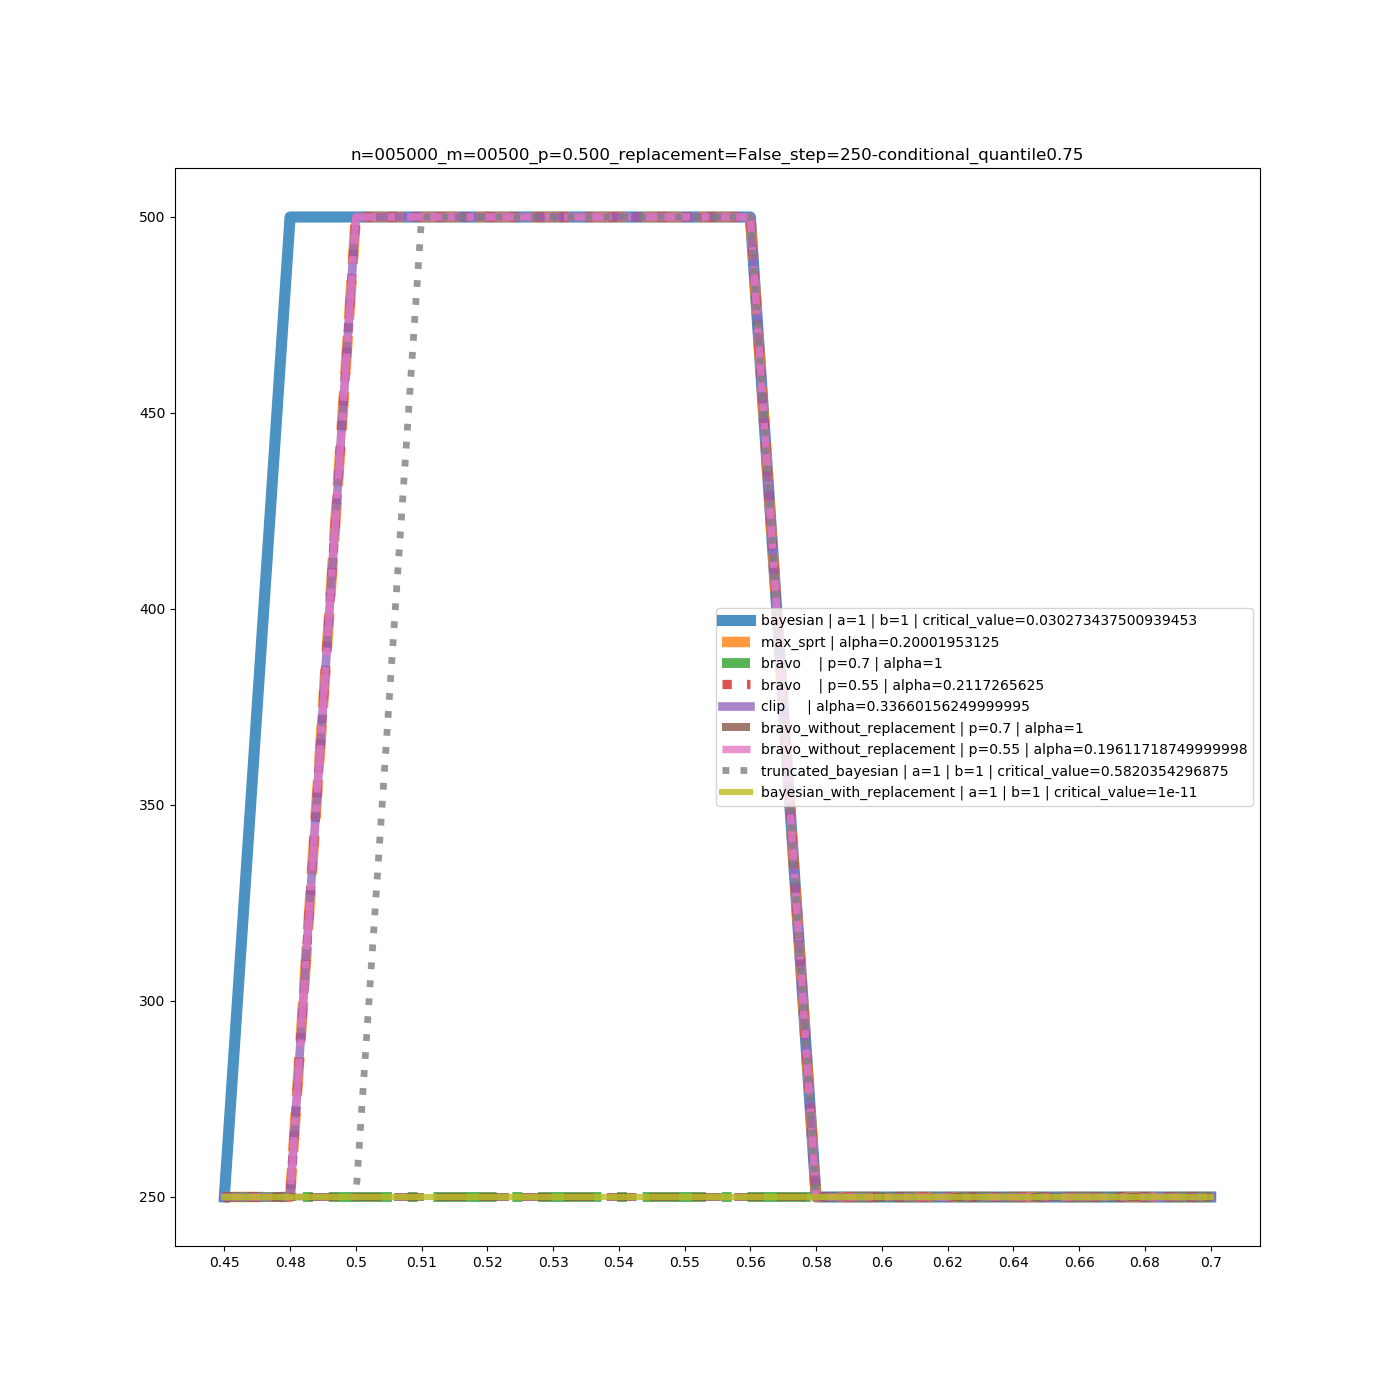 n=005000_m=00500_p=0.500_replacement=False_step=250-conditional_quantile0.75
500
450
400
350
300
250
bayesian | a=1 | b=1 | critical_value=0.030273437500939453
max_sprt | alpha=0.20001953125
bravo | p=0.7 | alpha=1
bravo | p=0.55 | alpha=0.2117265625
clip | alpha=0.33660156249999995
bravo_without_replacement | p=0.7 | alpha=1
bravo_without_replacement | p=0.55 | alpha=0.19611718749999998
truncated_bayesian | a=1 | b=1 | critical_value=0.5820354296875
bayesian_with_replacement | a=1 | b=1 | critical_value=1e-11
0.45 0.48 0.5 0.51 0.52 0.53 0.54 0.55 0.56 0.58 0.6 0.62 0.64 0.66 0.68 0.7